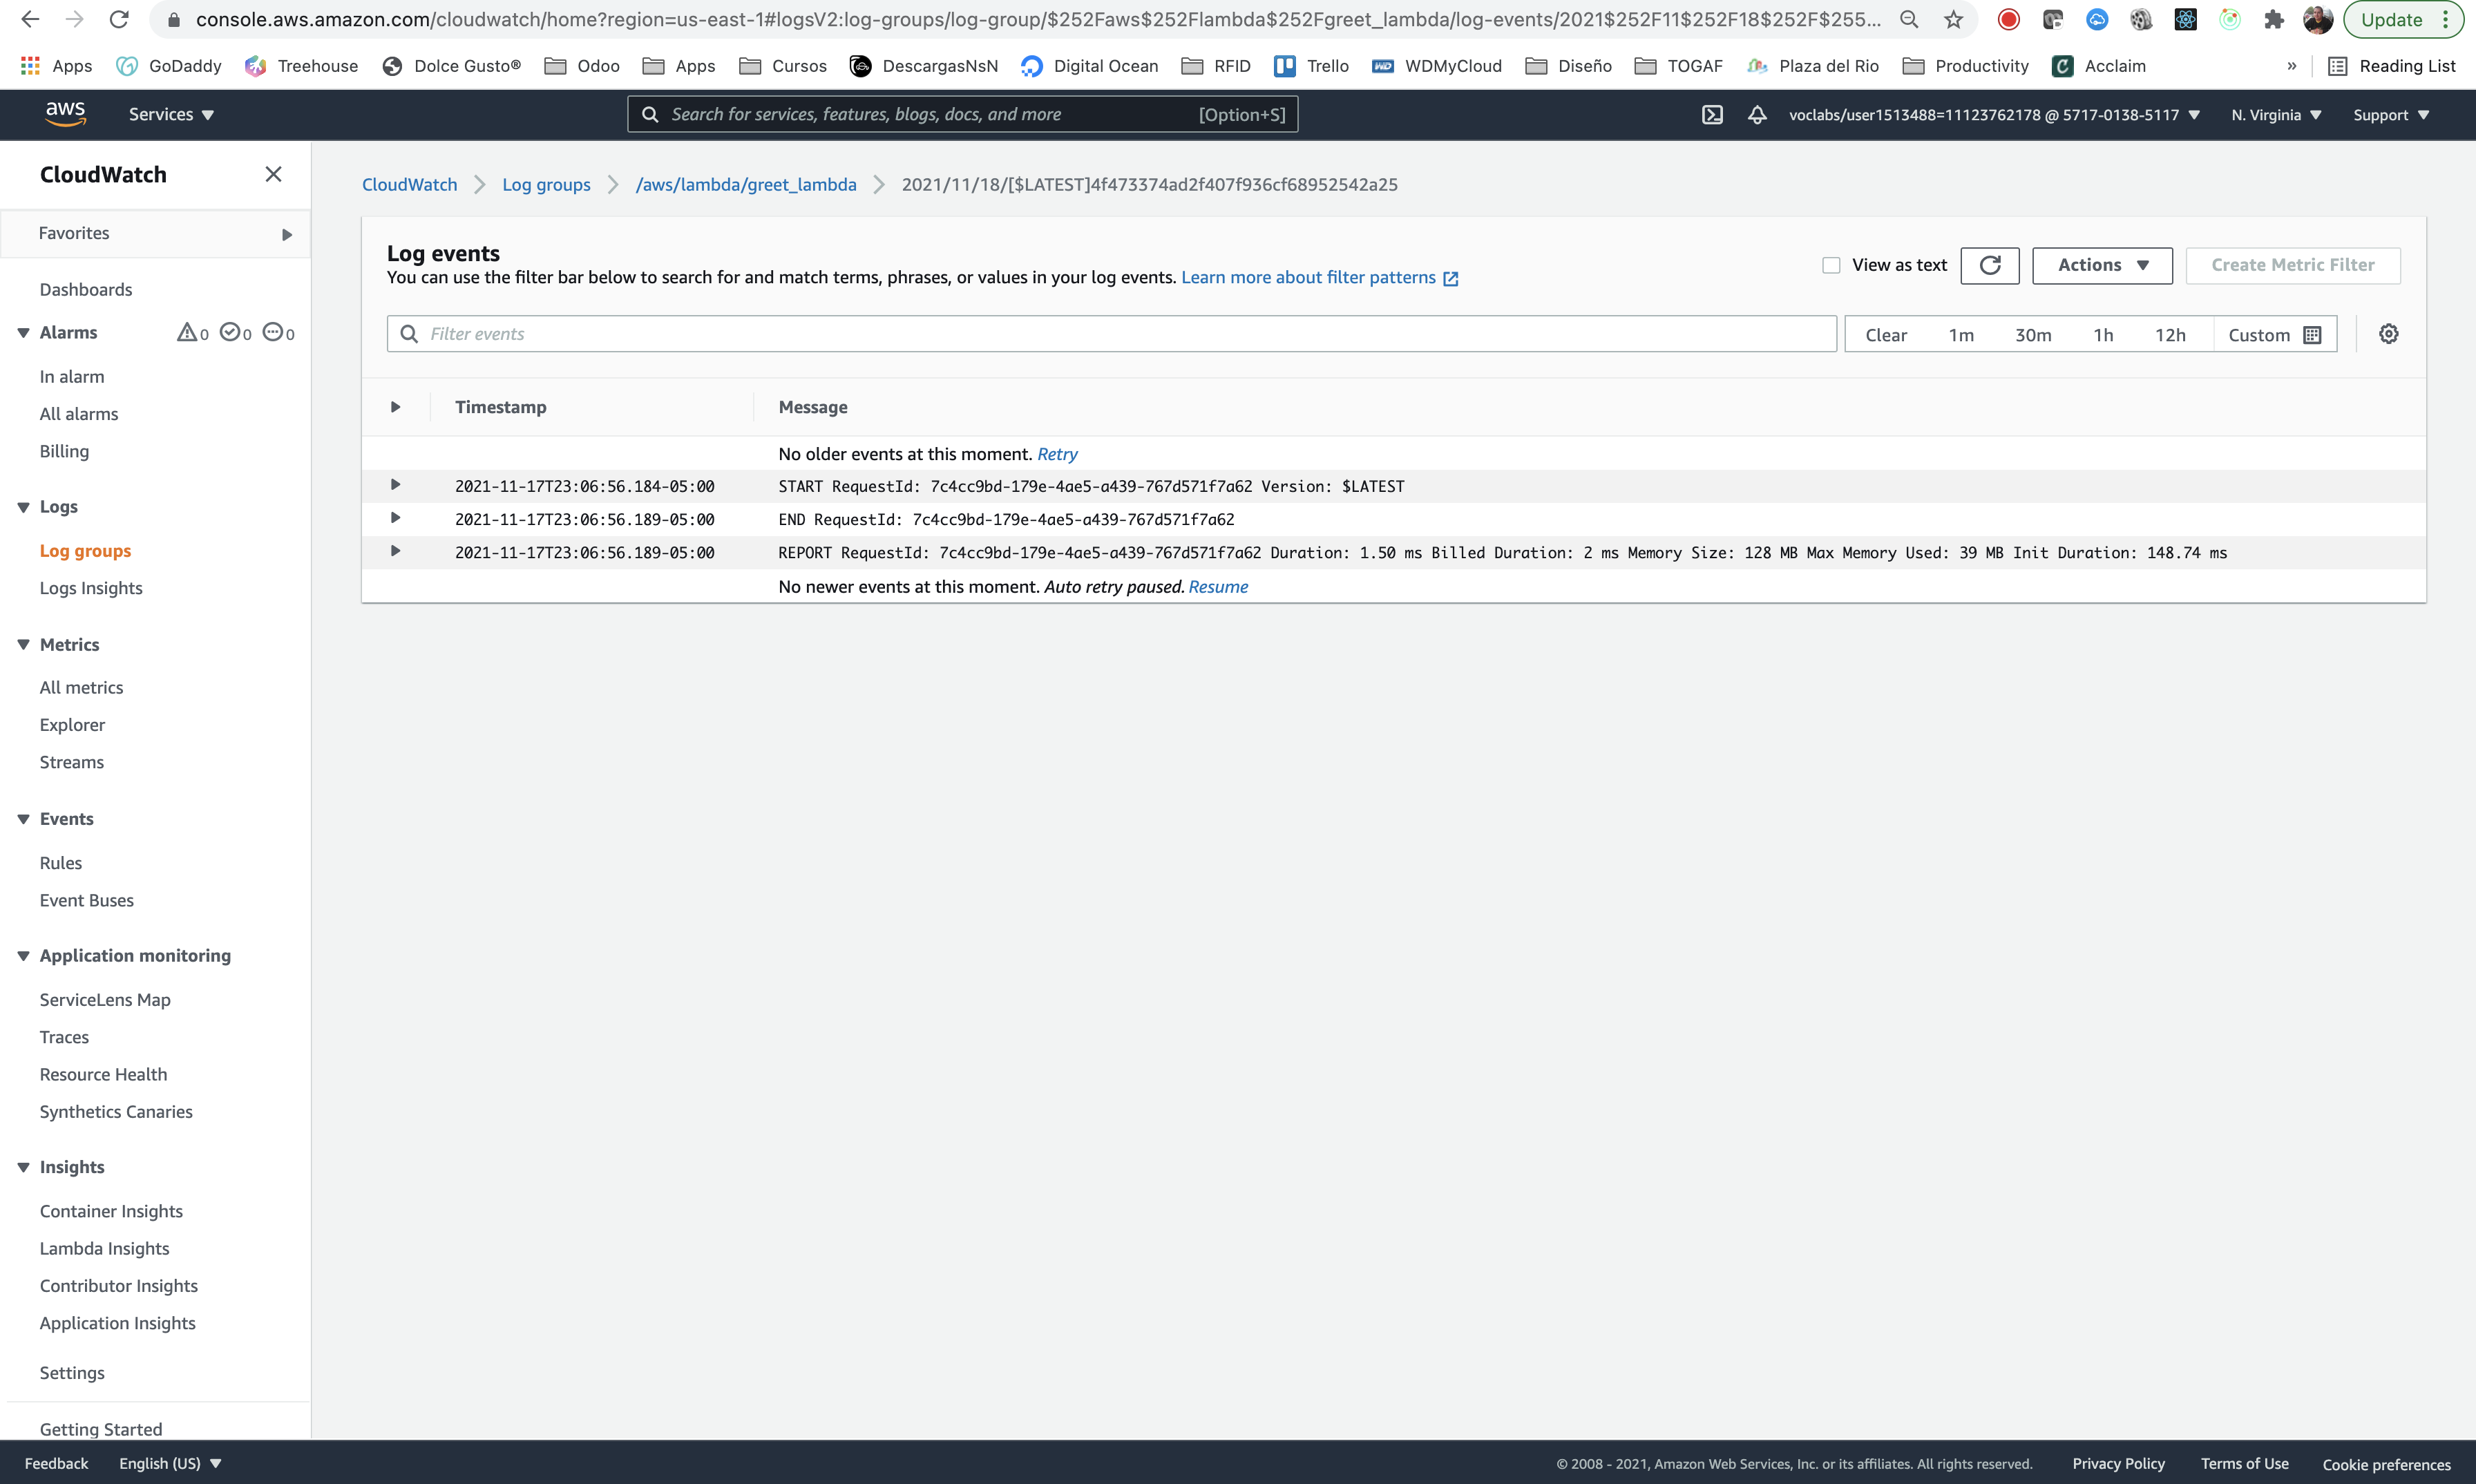 console.aws.amazon.com/cloudwatch/home?region=us-east-1#logsV2:log-groups/log-group/$252Faws$252Flambda$252Fgreet_lambda/log-events/2021$252F11$252F18$252F$255... Update
Apps GoDaddy Treehouse Dolce Gusto® Odoo Apps Cursos DescargasNsN Digital Ocean RFID Trello WDMyCloud Diseño TOGAF Plaza del Rio Productivity Acclaim » Reading List
aws Services Search for services, features, blogs, docs, and more [Option+S] voclabs/user1513488=11123762178 @ 5717-0138-5117 N. Virginia Support
CloudWatch
Favorites
Dashboards
Alarms 0 0 0
In alarm
All alarms
Billing
Logs
Log groups
Logs Insights
Metrics
All metrics
Explorer
Streams
Events
Rules
Event Buses
Application monitoring
ServiceLens Map
Traces
Resource Health
Synthetics Canaries
Insights
Container Insights
Lambda Insights
Contributor Insights
Application Insights
Settings
Getting Started
CloudWatch Log groups /aws/lambda/greet_lambda 2021/11/18/[$LATEST]4f473374ad2f407f936cf68952542a25
Log events
You can use the filter bar below to search for and match terms, phrases, or values in your log events. Learn more about filter patterns
View as text Actions Create Metric Filter
Filter events Clear 1m 30m 1h 12h Custom
Timestamp Message
No older events at this moment. Retry
2021-11-17T23:06:56.184-05:00 START RequestId: 7c4cc9bd-179e-4ae5-a439-767d571f7a62 Version: $LATEST
2021-11-17T23:06:56.189-05:00 END RequestId: 7c4cc9bd-179e-4ae5-a439-767d571f7a62
2021-11-17T23:06:56.189-05:00 REPORT RequestId: 7c4cc9bd-179e-4ae5-a439-767d571f7a62 Duration: 1.50 ms Billed Duration: 2 ms Memory Size: 128 MB Max Memory Used: 39 MB Init Duration: 148.74 ms
No newer events at this moment. Auto retry paused. Resume
Feedback English (US) © 2008 - 2021, Amazon Web Services, Inc. or its affiliates. All rights reserved. Privacy Policy Terms of Use Cookie preferences